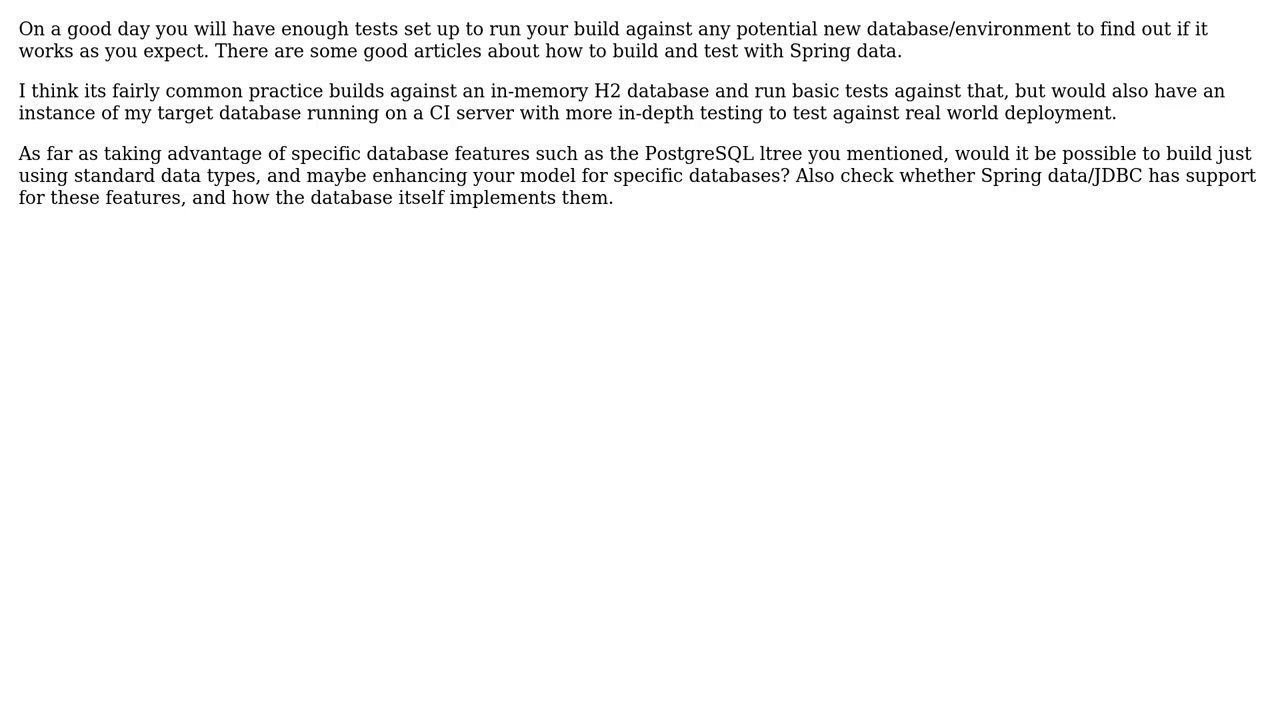 On a good day you will have enough tests set up to run your build against any potential new database/environment to find out if it
works as you expect. There are some good articles about how to build and test with Spring data.
I think its fairly common practice builds against an in-memory H2 database and run basic tests against that, but would also have an
instance of my target database running on a CI server with more in-depth testing to test against real world deployment.
As far as taking advantage of specific database features such as the PostgreSQL ltree you mentioned, would it be possible to build just
using standard data types, and maybe enhancing your model for specific databases? Also check whether Spring data/JDBC has support
for these features, and how the database itself implements them.